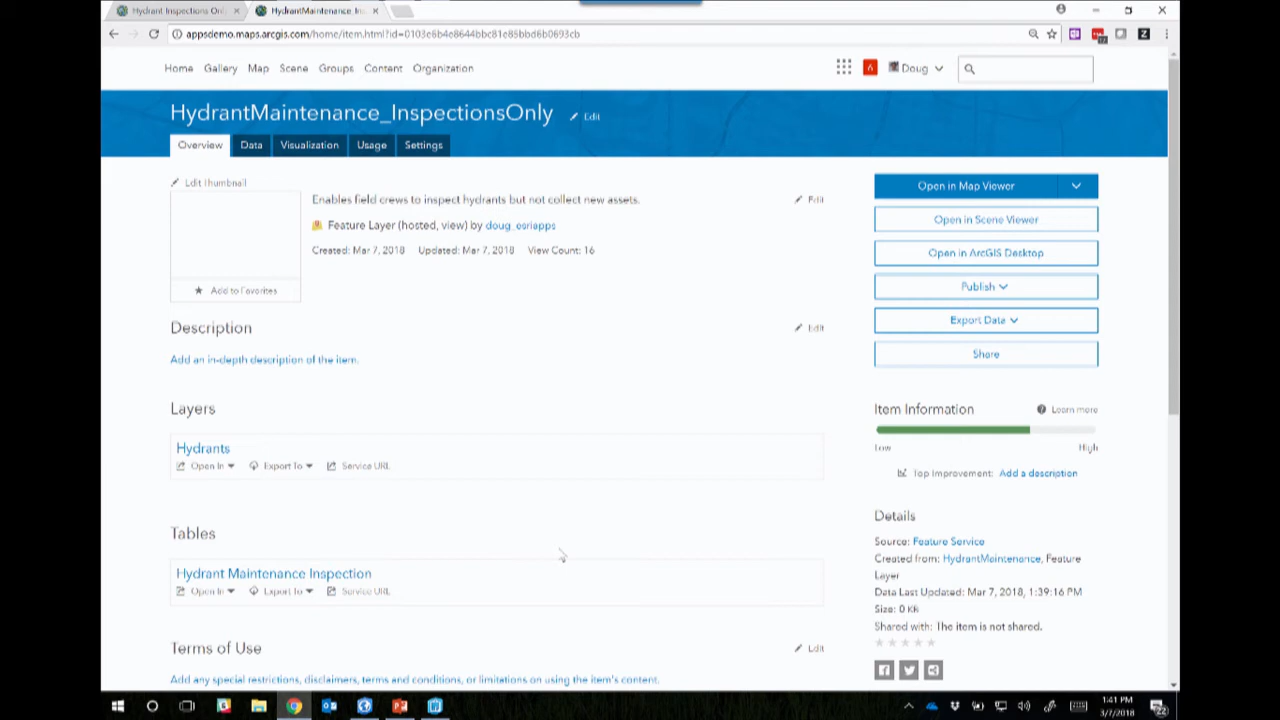 Hydrant Inspections Onl
HydrantMaintenance_In
appsdemo.maps.arcgis.com/home/item.html?id=0103e6b4e8644bbc81e85bbd6b0693cb
Home Gallery Map Scene Groups Content Organization
Doug
HydrantMaintenance_InspectionsOnly Edit
Overview Data Visualization Usage Settings
Edit Thumbnail
Enables field crews to inspect hydrants but not collect new assets. Edit
Feature Layer (hosted, view) by doug_esriapps
Created: Mar 7, 2018 Updated: Mar 7, 2018 View Count: 16
Add to Favorites
Description Edit
Add an in-depth description of the item.
Layers
Hydrants
Open In Export To Service URL
Tables
Hydrant Maintenance Inspection
Open In Export To Service URL
Terms of Use Edit
Add any special restrictions, disclaimers, terms and conditions, or limitations on using the item's content.
Open in Map Viewer
Open in Scene Viewer
Open in ArcGIS Desktop
Publish
Export Data
Share
Item Information Learn more
Low High
Top Improvement: Add a description
Details
Source: Feature Service
Created from: HydrantMaintenance, Feature
Layer
Data Last Updated: Mar 7, 2018, 1:39:16 PM
Size: 0 KB
Shared with: The item is not shared.
1:41 PM
3/7/2018
22